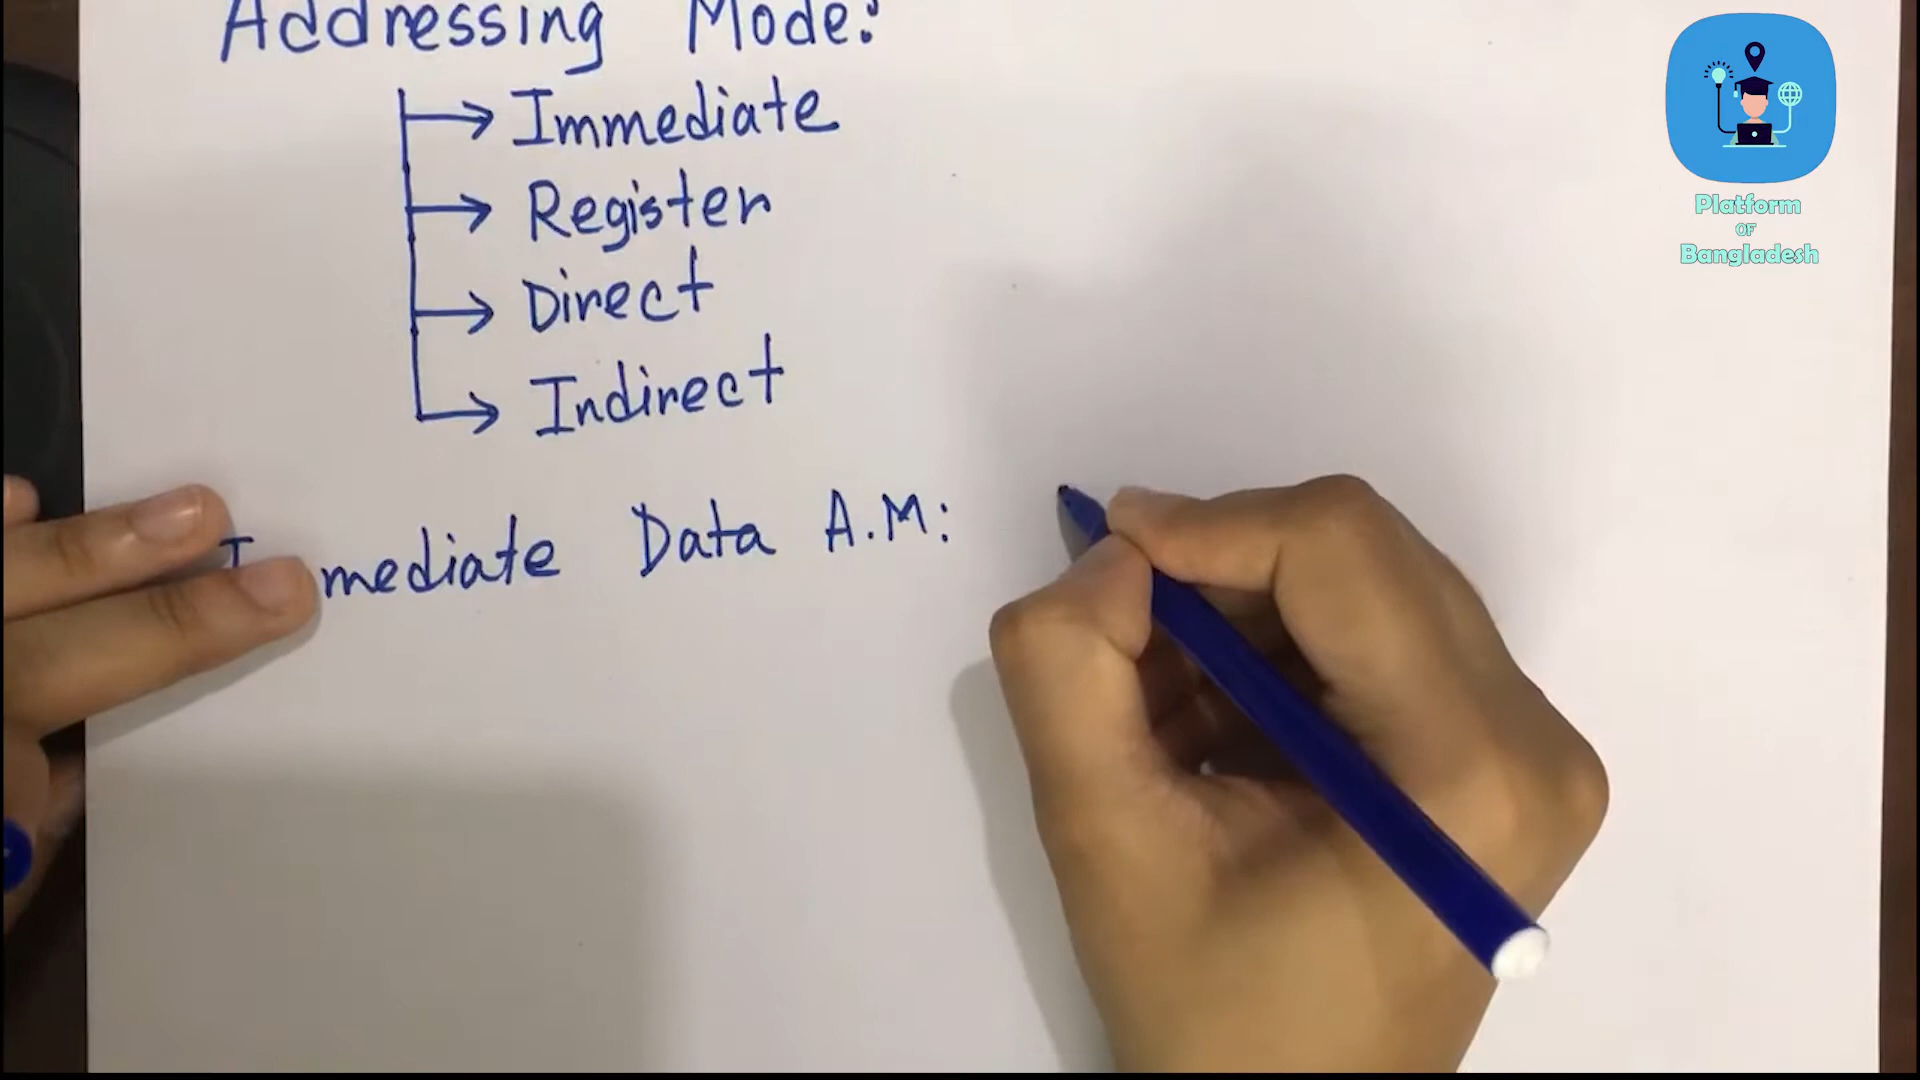 Addressing Mode:
Immediate
Register
Direct
Indirect
mediate Data A.M:
Platform
OF
Bangladesh